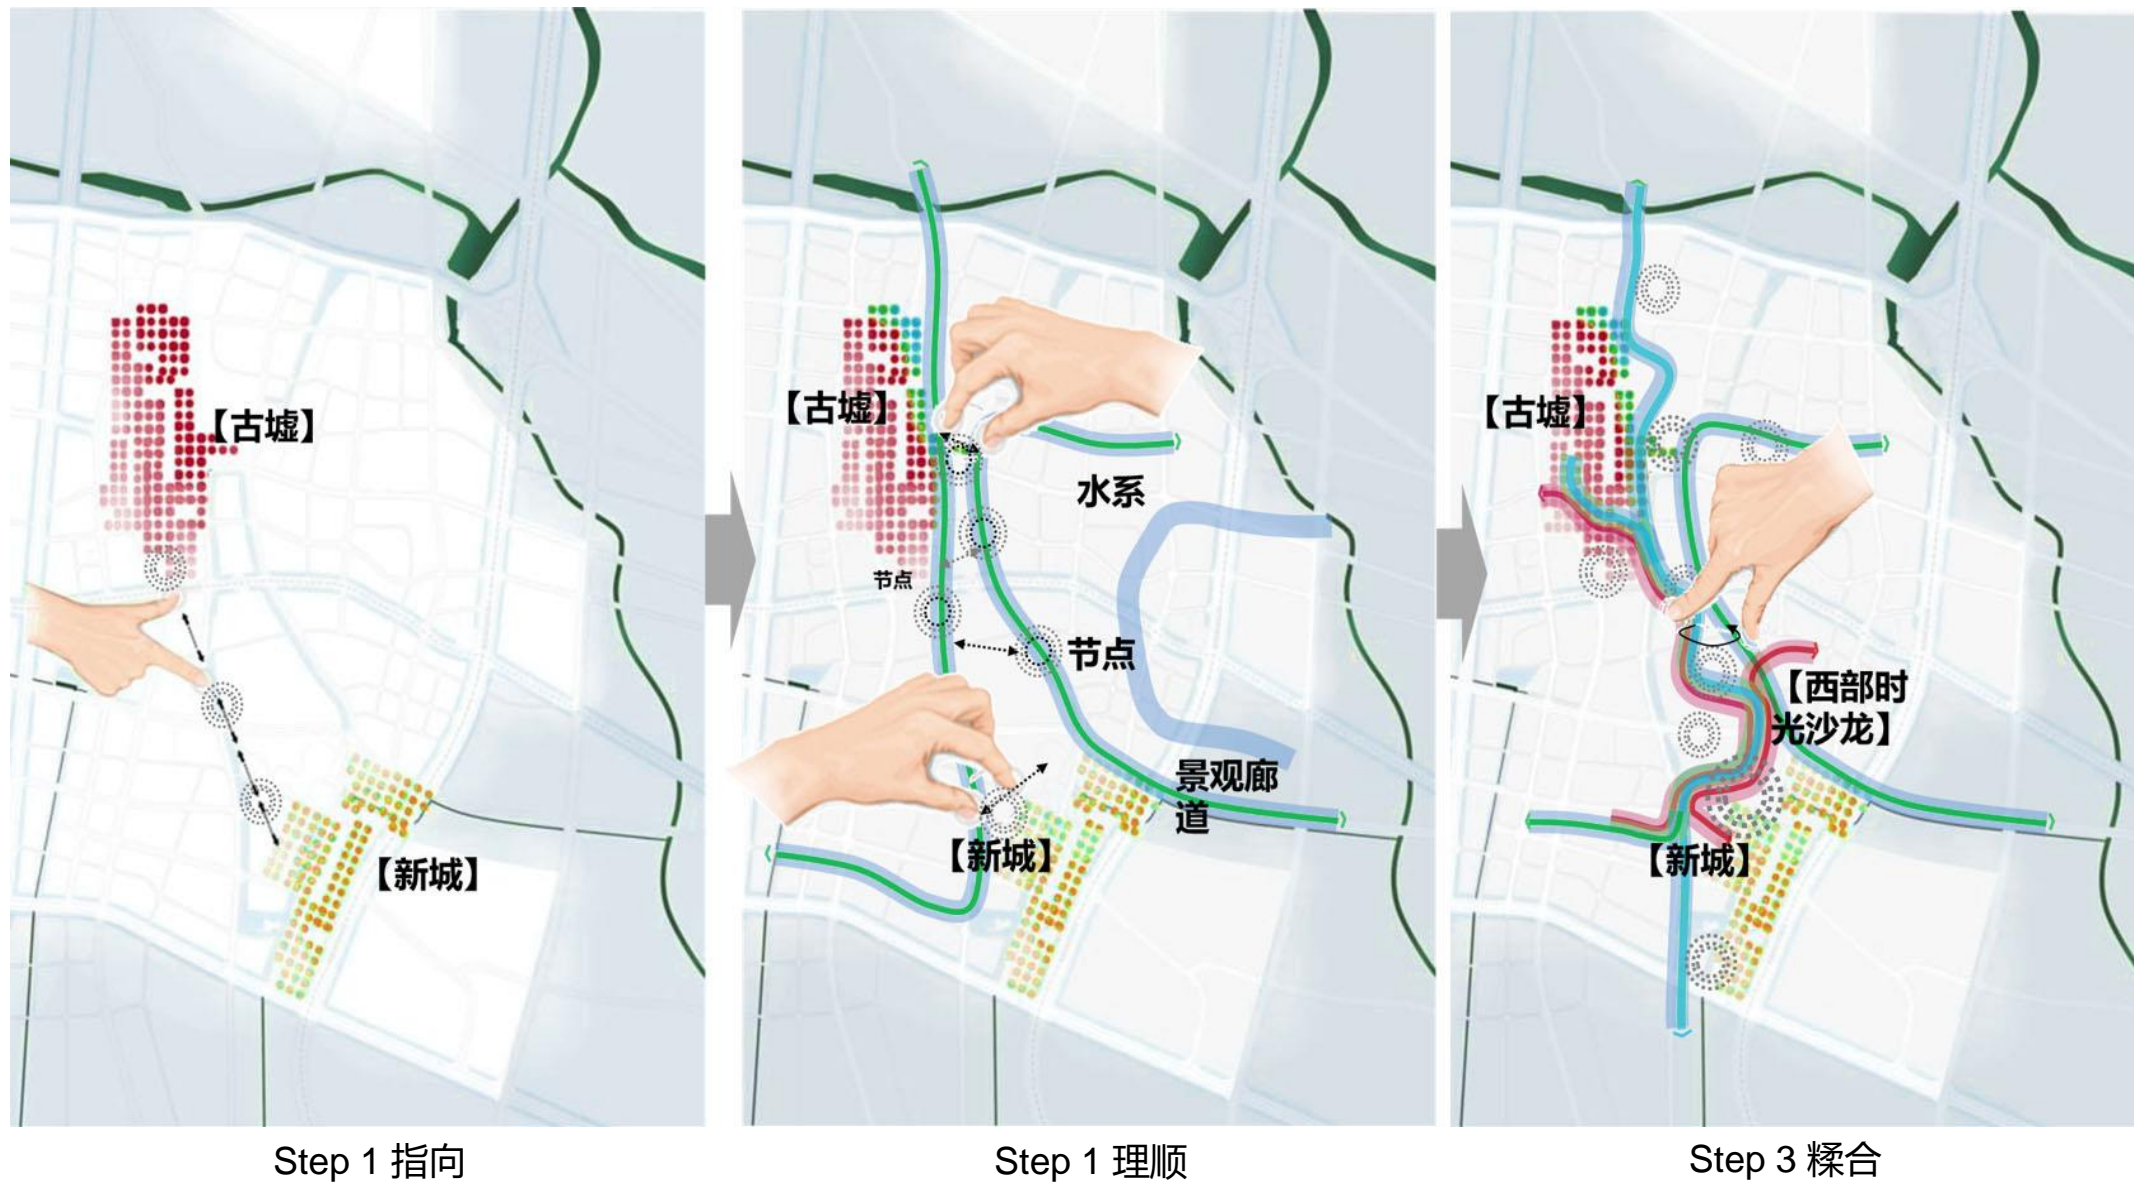 【古墟】
【新城】
【古墟】
水系
节点
节点
景观廊
道
【新城】
【古墟】
【西部时
光沙龙】
【新城】
Step 1 指向
Step 1 理顺
Step 3 糅合